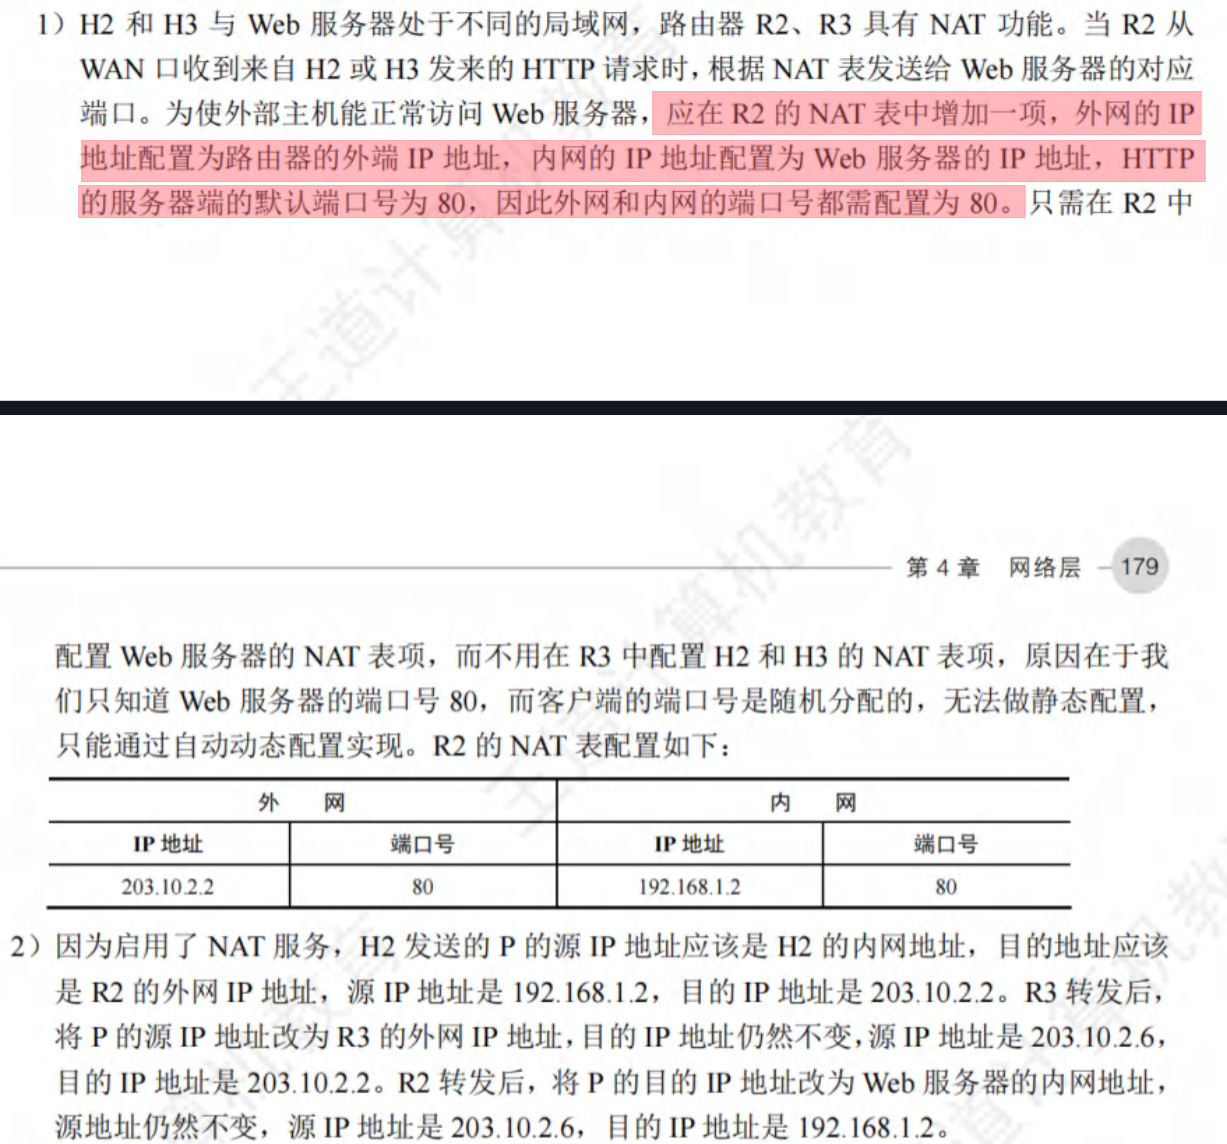 1）H2 和 H3 与 Web 服务器处于不同的局域网，路由器 R2、R3 具有 NAT 功能。当 R2 从
WAN 口收到来自 H2 或 H3 发来的 HTTP 请求时，根据 NAT 表发送给 Web 服务器的对应
端口。为使外部主机能正常访问 Web 服务器，应在 R2 的 NAT 表中增加一项，外网的 IP
地址配置为路由器的外端 IP 地址，内网的 IP 地址配置为 Web 服务器的 IP 地址，HTTP
的服务器端的默认端口号为 80，因此外网和内网的端口号都需配置为 80。只需在 R2 中
王道计算机教育
第 4 章 网络层 179
配置 Web 服务器的 NAT 表项，而不用在 R3 中配置 H2 和 H3 的 NAT 表项，原因在于我
们只知道 Web 服务器的端口号 80，而客户端的端口号是随机分配的，无法做静态配置，
只能通过自动动态配置实现。R2 的 NAT 表配置如下：
外 网 内 网
IP 地址 端口号 IP 地址 端口号
203.10.2.2 80 192.168.1.2 80
2）因为启用了 NAT 服务，H2 发送的 P 的源 IP 地址应该是 H2 的内网地址，目的地址应该
是 R2 的外网 IP 地址，源 IP 地址是 192.168.1.2，目的 IP 地址是 203.10.2.2。R3 转发后，
将 P 的源 IP 地址改为 R3 的外网 IP 地址，目的 IP 地址仍然不变，源 IP 地址是 203.10.2.6，
目的 IP 地址是 203.10.2.2。R2 转发后，将 P 的目的 IP 地址改为 Web 服务器的内网地址，
源地址仍然不变，源 IP 地址是 203.10.2.6，目的 IP 地址是 192.168.1.2。
王道计算机教育